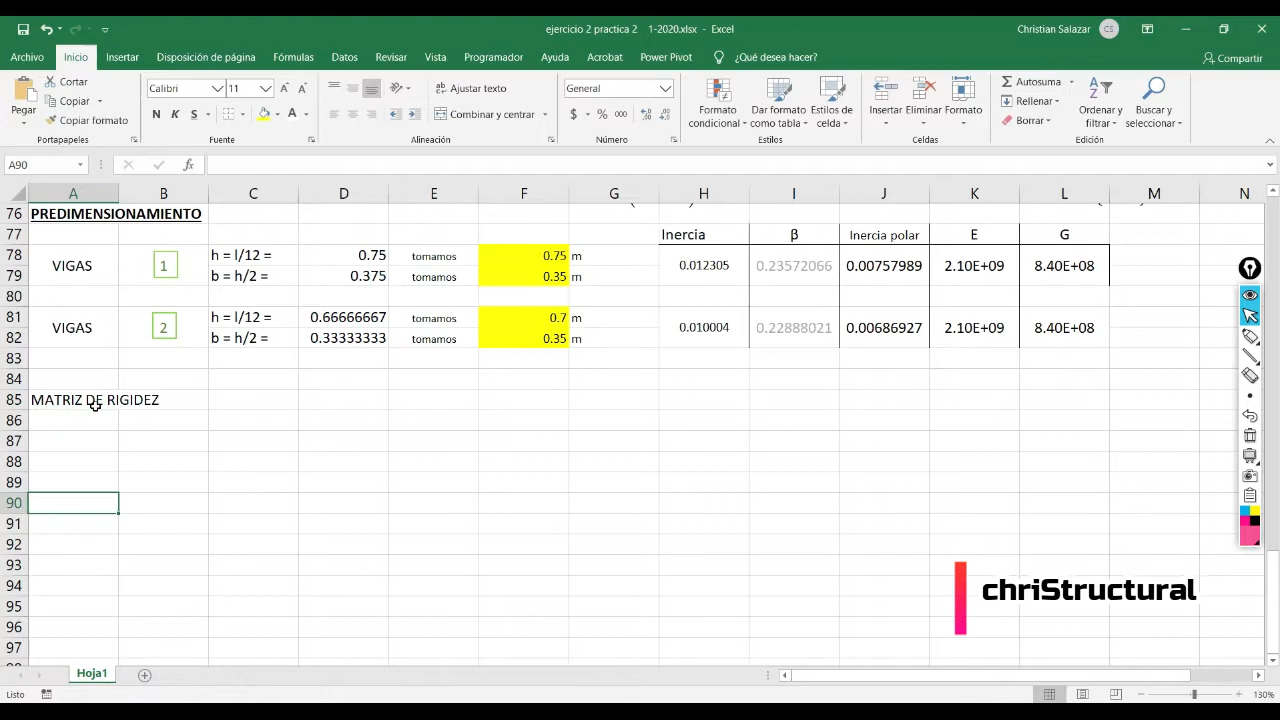 ejercicio 2 practica 2 1-2020.xlsx - Excel
Christian Salazar CS
Archivo Inicio Insertar Disposición de página Fórmulas Datos Revisar Vista Programador Ayuda Acrobat Power Pivot ¿Qué desea hacer? Compartir
Pegar
Cortar
Copiar
Copiar formato
Calibri 11
N K S
Ajustar texto
Combinar y centrar
General
$ % 000
Formato condicional
Dar formato como tabla
Estilos de celda
Insertar Eliminar Formato
Autosuma
Rellenar
Borrar
Ordenar y filtrar
Buscar y seleccionar
Portapapeles Fuente Alineación Número Estilos Celdas Edición
A90 fx
A B C D E F G H I J K L M N
76 PREDIMENSIONAMIENTO
77 Inercia β Inercia polar E G
78 VIGAS 1 h = l/12 = 0.75 tomamos 0.75 m 0.012305 0.23572066 0.00757989 2.10E+09 8.40E+08
79 b = h/2 = 0.375 tomamos 0.35 m
80
81 VIGAS 2 h = l/12 = 0.66666667 tomamos 0.7 m 0.010004 0.22888021 0.00686927 2.10E+09 8.40E+08
82 b = h/2 = 0.33333333 tomamos 0.35 m
83
84
85 MATRIZ DE RIGIDEZ
86
87
88
89
90
91
92
93
94
95
96
97
chriStructural
Hoja1
Listo 130%